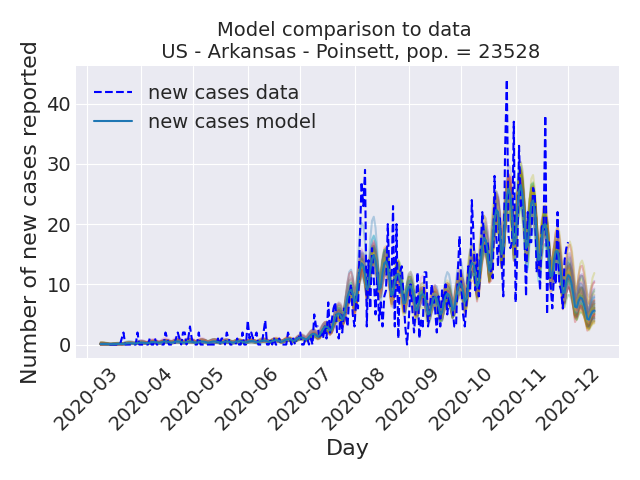 Model comparison to data
US - Arkansas - Poinsett, pop. = 23528
Number of new cases reported
40
30
20
10
0
new cases data
new cases model
2020-03
2020-04
2020-05
2020-06
2020-07
2020-08
2020-09
2020-10
2020-11
2020-12
Day